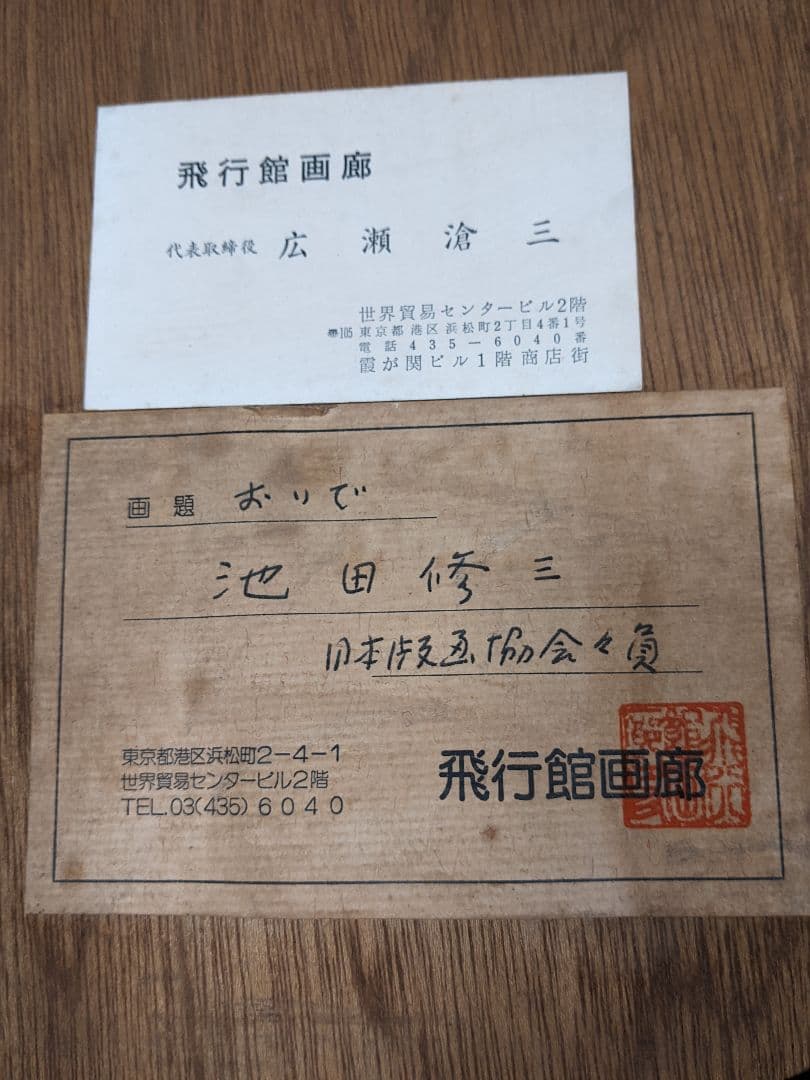 飛行館画廊
代表取締役 広瀬滄三
世界貿易センタービル2階
〒105 東京都港区浜松町2丁目4番1号
電話 435-6040番
霞が関ビル1階商店街
画題 おいで
池田修三
日本版画協会々員
東京都港区浜松町2-4-1
世界貿易センタービル2階
TEL.03(435)6040
飛行館画廊